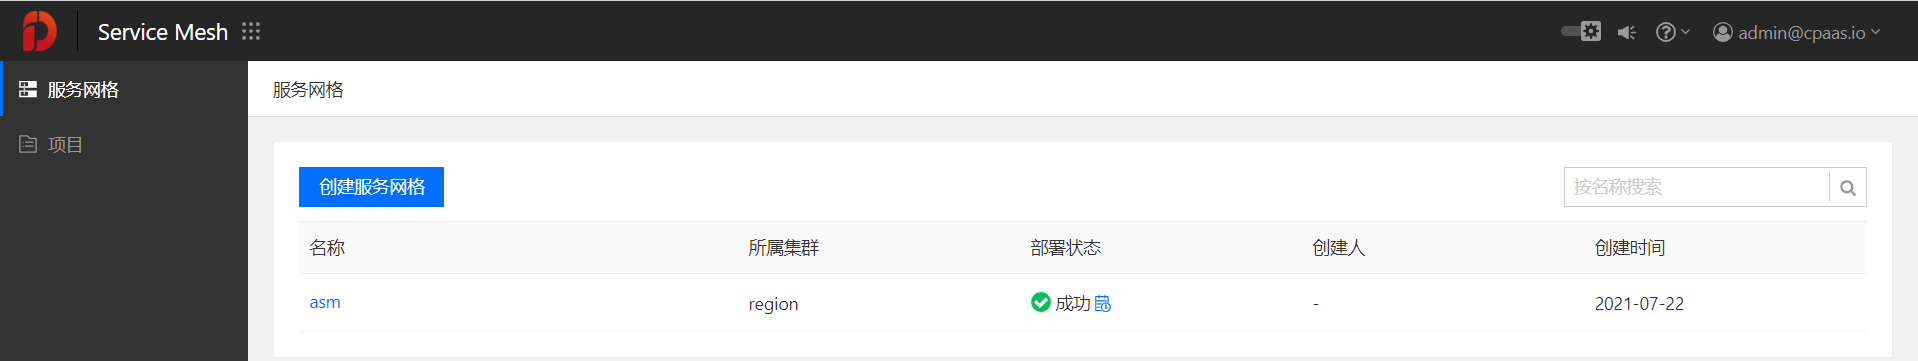 Service Mesh
admin@cpaas.io
服务网格
项目
服务网格
创建服务网格
按名称搜索
名称 所属集群 部署状态 创建人 创建时间
asm region 成功 - 2021-07-22